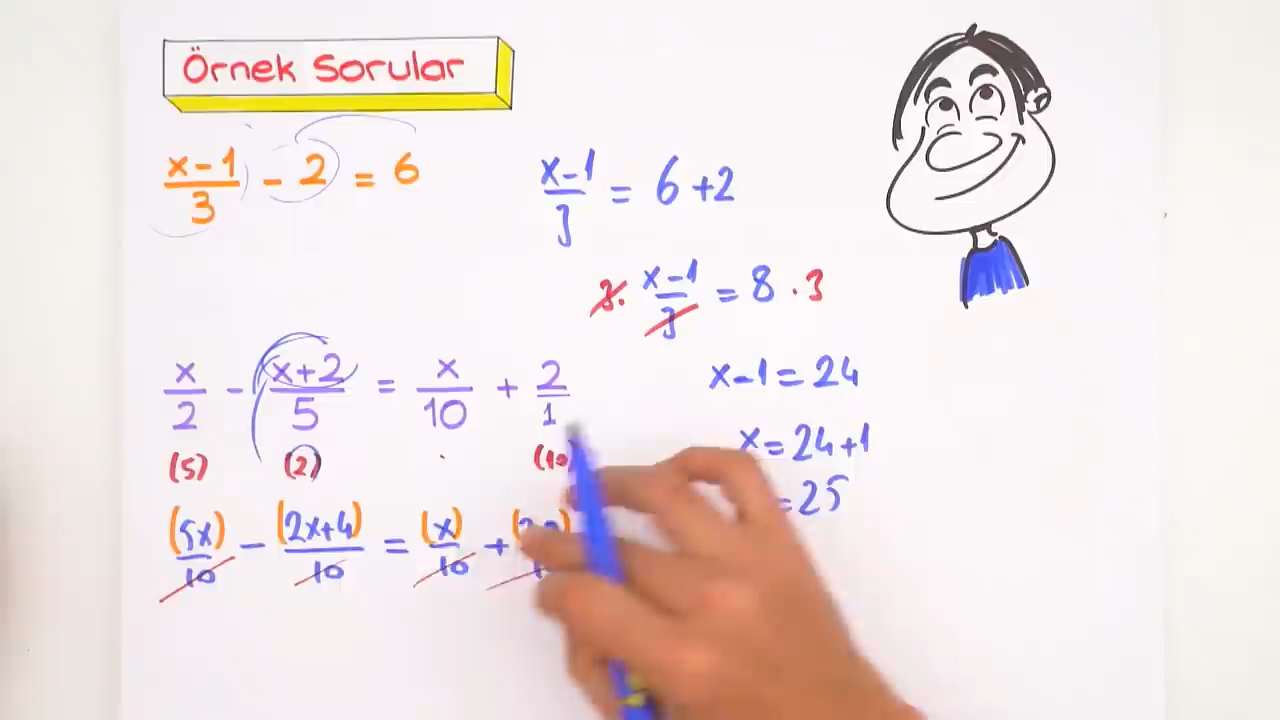 Örnek Sorular
x-1/3 - 2 = 6
x-1/3 = 6 +2
3. x-1/3 = 8 . 3
x-1 = 24
x = 24+1
= 25
x/2 - x+2/5 = x/10 + 2/1
(5) (2) (10)
(5x)/10 - (2x+4)/10 = (x)/10 +